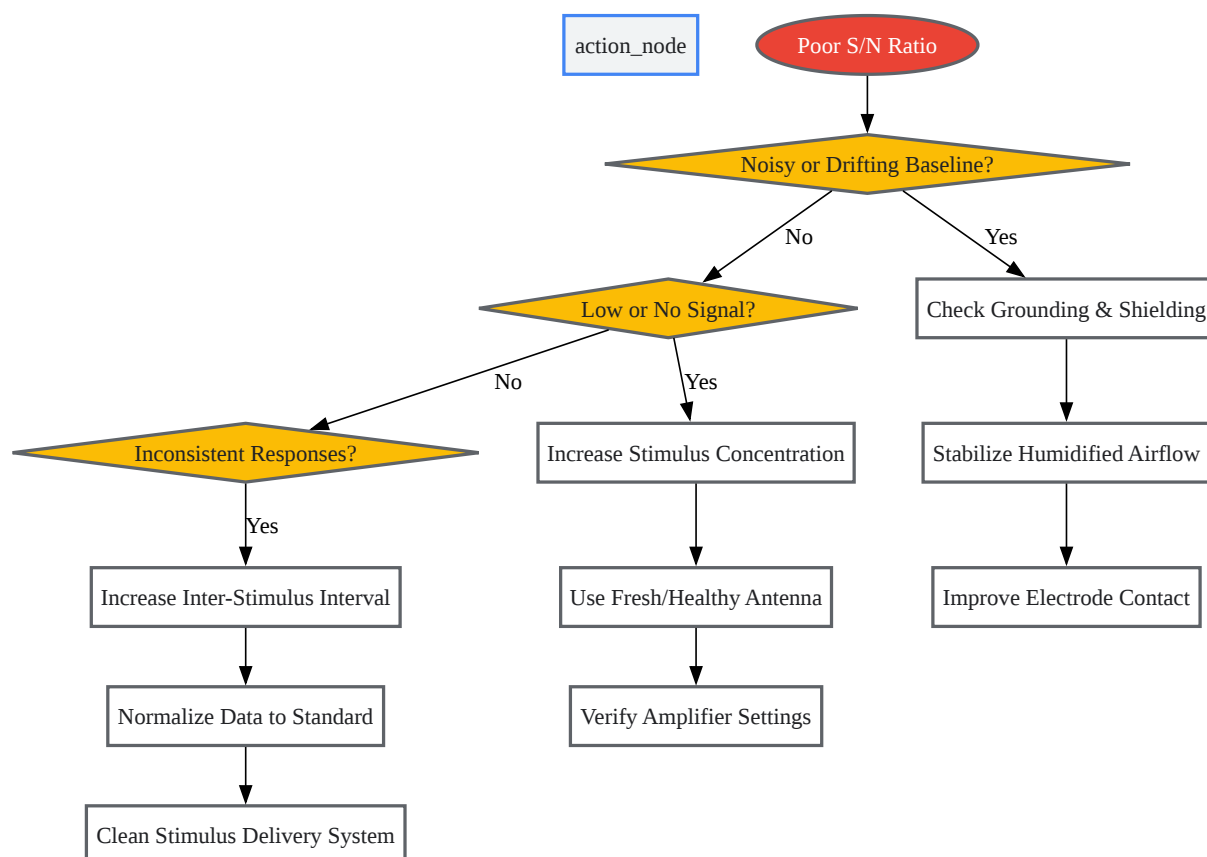 action_node
Poor S/N Ratio
Noisy or Drifting Baseline?
No
Yes
Low or No Signal?
Check Grounding & Shielding
No
Yes
Inconsistent Responses?
Increase Stimulus Concentration
Stabilize Humidified Airflow
Yes
Increase Inter-Stimulus Interval
Use Fresh/Healthy Antenna
Improve Electrode Contact
Normalize Data to Standard
Verify Amplifier Settings
Clean Stimulus Delivery System